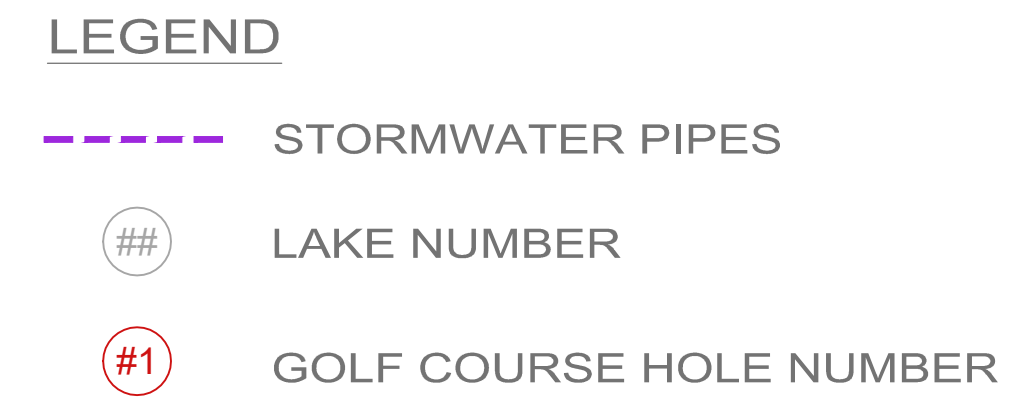 LEGEND
STORMWATER PIPES
## LAKE NUMBER
#1 GOLF COURSE HOLE NUMBER